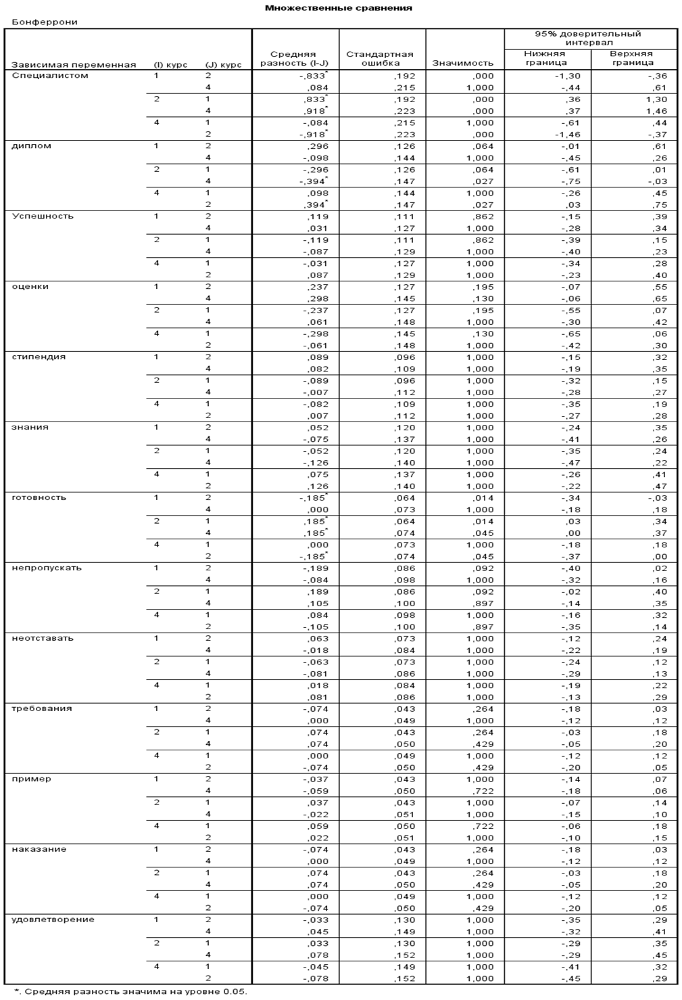 Множественные сравнения
Бонферрони
95% доверительный
интервал
Зависимая переменная (I) курс (J) курс Средняя разность (I-J) Стандартная ошибка Значимость Нижняя граница Верхняя граница
Специалистом 1 2 -,833* ,192 ,000 -1,30 -,36
4 ,084 ,215 1,000 -,44 ,61
2 1 ,833* ,192 ,000 ,36 1,30
4 ,918* ,223 ,000 ,37 1,46
4 1 -,084 ,215 1,000 -,61 ,44
2 -,918* ,223 ,000 -1,46 -,37
диплом 1 2 ,296 ,126 ,064 -,01 ,61
4 -,098 ,144 1,000 -,45 ,26
2 1 -,296 ,126 ,064 -,61 ,01
4 -,394* ,147 ,027 -,75 -,03
4 1 ,098 ,144 1,000 -,26 ,45
2 ,394* ,147 ,027 ,03 ,75
Успешность 1 2 ,119 ,111 ,862 -,15 ,39
4 ,031 ,127 1,000 -,28 ,34
2 1 -,119 ,111 ,862 -,39 ,15
4 -,087 ,129 1,000 -,40 ,23
4 1 -,031 ,127 1,000 -,34 ,28
2 ,087 ,129 1,000 -,23 ,40
оценки 1 2 ,237 ,127 ,195 -,07 ,55
4 ,298 ,145 ,130 -,06 ,65
2 1 -,237 ,127 ,195 -,55 ,07
4 ,061 ,148 1,000 -,30 ,42
4 1 -,298 ,145 ,130 -,65 ,06
2 -,061 ,148 1,000 -,42 ,30
стипендия 1 2 ,089 ,096 1,000 -,15 ,32
4 ,082 ,109 1,000 -,19 ,35
2 1 -,089 ,096 1,000 -,32 ,15
4 -,007 ,112 1,000 -,28 ,27
4 1 -,082 ,109 1,000 -,35 ,19
2 ,007 ,112 1,000 -,27 ,28
знания 1 2 ,052 ,120 1,000 -,24 ,35
4 -,075 ,137 1,000 -,41 ,26
2 1 -,052 ,120 1,000 -,35 ,24
4 -,126 ,140 1,000 -,47 ,22
4 1 ,075 ,137 1,000 -,26 ,41
2 ,126 ,140 1,000 -,22 ,47
готовность 1 2 -,185* ,064 ,014 -,34 -,03
4 ,000 ,073 1,000 -,18 ,18
2 1 ,185* ,064 ,014 ,03 ,34
4 ,185* ,074 ,045 ,00 ,37
4 1 ,000 ,073 1,000 -,18 ,18
2 -,185* ,074 ,045 -,37 ,00
непропускать 1 2 -,189 ,086 ,092 -,40 ,02
4 -,084 ,098 1,000 -,32 ,16
2 1 ,189 ,086 ,092 -,02 ,40
4 ,105 ,100 ,897 -,14 ,35
4 1 ,084 ,098 1,000 -,16 ,32
2 -,105 ,100 ,897 -,35 ,14
неотставать 1 2 ,063 ,073 1,000 -,12 ,24
4 -,018 ,084 1,000 -,22 ,19
2 1 -,063 ,073 1,000 -,24 ,12
4 -,081 ,086 1,000 -,29 ,13
4 1 ,018 ,084 1,000 -,19 ,22
2 ,081 ,086 1,000 -,13 ,29
требования 1 2 -,074 ,043 ,264 -,18 ,03
4 ,000 ,049 1,000 -,12 ,12
2 1 ,074 ,043 ,264 -,03 ,18
4 ,074 ,050 ,429 -,05 ,20
4 1 ,000 ,049 1,000 -,12 ,12
2 -,074 ,050 ,429 -,20 ,05
пример 1 2 -,037 ,043 1,000 -,14 ,07
4 -,059 ,050 ,722 -,18 ,06
2 1 ,037 ,043 1,000 -,07 ,14
4 -,022 ,051 1,000 -,15 ,10
4 1 ,059 ,050 ,722 -,06 ,18
2 ,022 ,051 1,000 -,10 ,15
наказание 1 2 -,074 ,043 ,264 -,18 ,03
4 ,000 ,049 1,000 -,12 ,12
2 1 ,074 ,043 ,264 -,03 ,18
4 ,074 ,050 ,429 -,05 ,20
4 1 ,000 ,049 1,000 -,12 ,12
2 -,074 ,050 ,429 -,20 ,05
удовлетворение 1 2 -,033 ,130 1,000 -,35 ,29
4 ,045 ,149 1,000 -,32 ,41
2 1 ,033 ,130 1,000 -,29 ,35
4 ,078 ,152 1,000 -,29 ,45
4 1 -,045 ,149 1,000 -,41 ,32
2 -,078 ,152 1,000 -,45 ,29
*. Средняя разность значима на уровне 0.05.